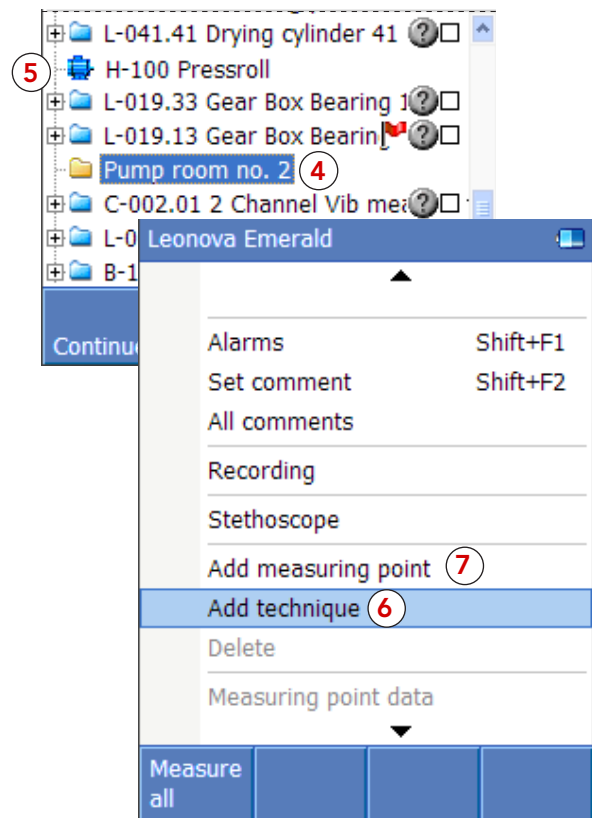 L-041.41 Drying cylinder 41 ?
5 H-100 Pressroll
L-019.33 Gear Box Bearing 1 ?
L-019.13 Gear Box Bearin ?
Pump room no. 2 4
C-002.01 2 Channel Vib mea ?
L-0
B-1
Continu
Leonova Emerald
Alarms Shift+F1
Set comment Shift+F2
All comments
Recording
Stethoscope
Add measuring point 7
Add technique 6
Delete
Measuring point data
Measure
all